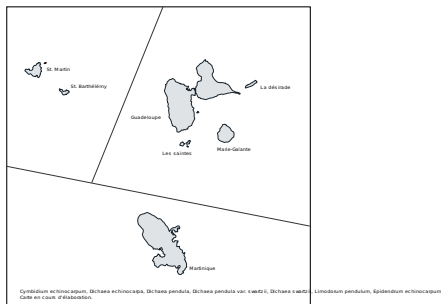 St. Martin
St. Barthélémy
La désirade
Guadeloupe
Les saintes
Marie-Galante
Martinique
Cymbidium echinocarpum, Dichaea echinocarpa, Dichaea pendula, Dichaea pendula var. swartzii, Dichaea swartzii, Limodorum pendulum, Epidendrum echinocarpum
Carte en cours d'élaboration.